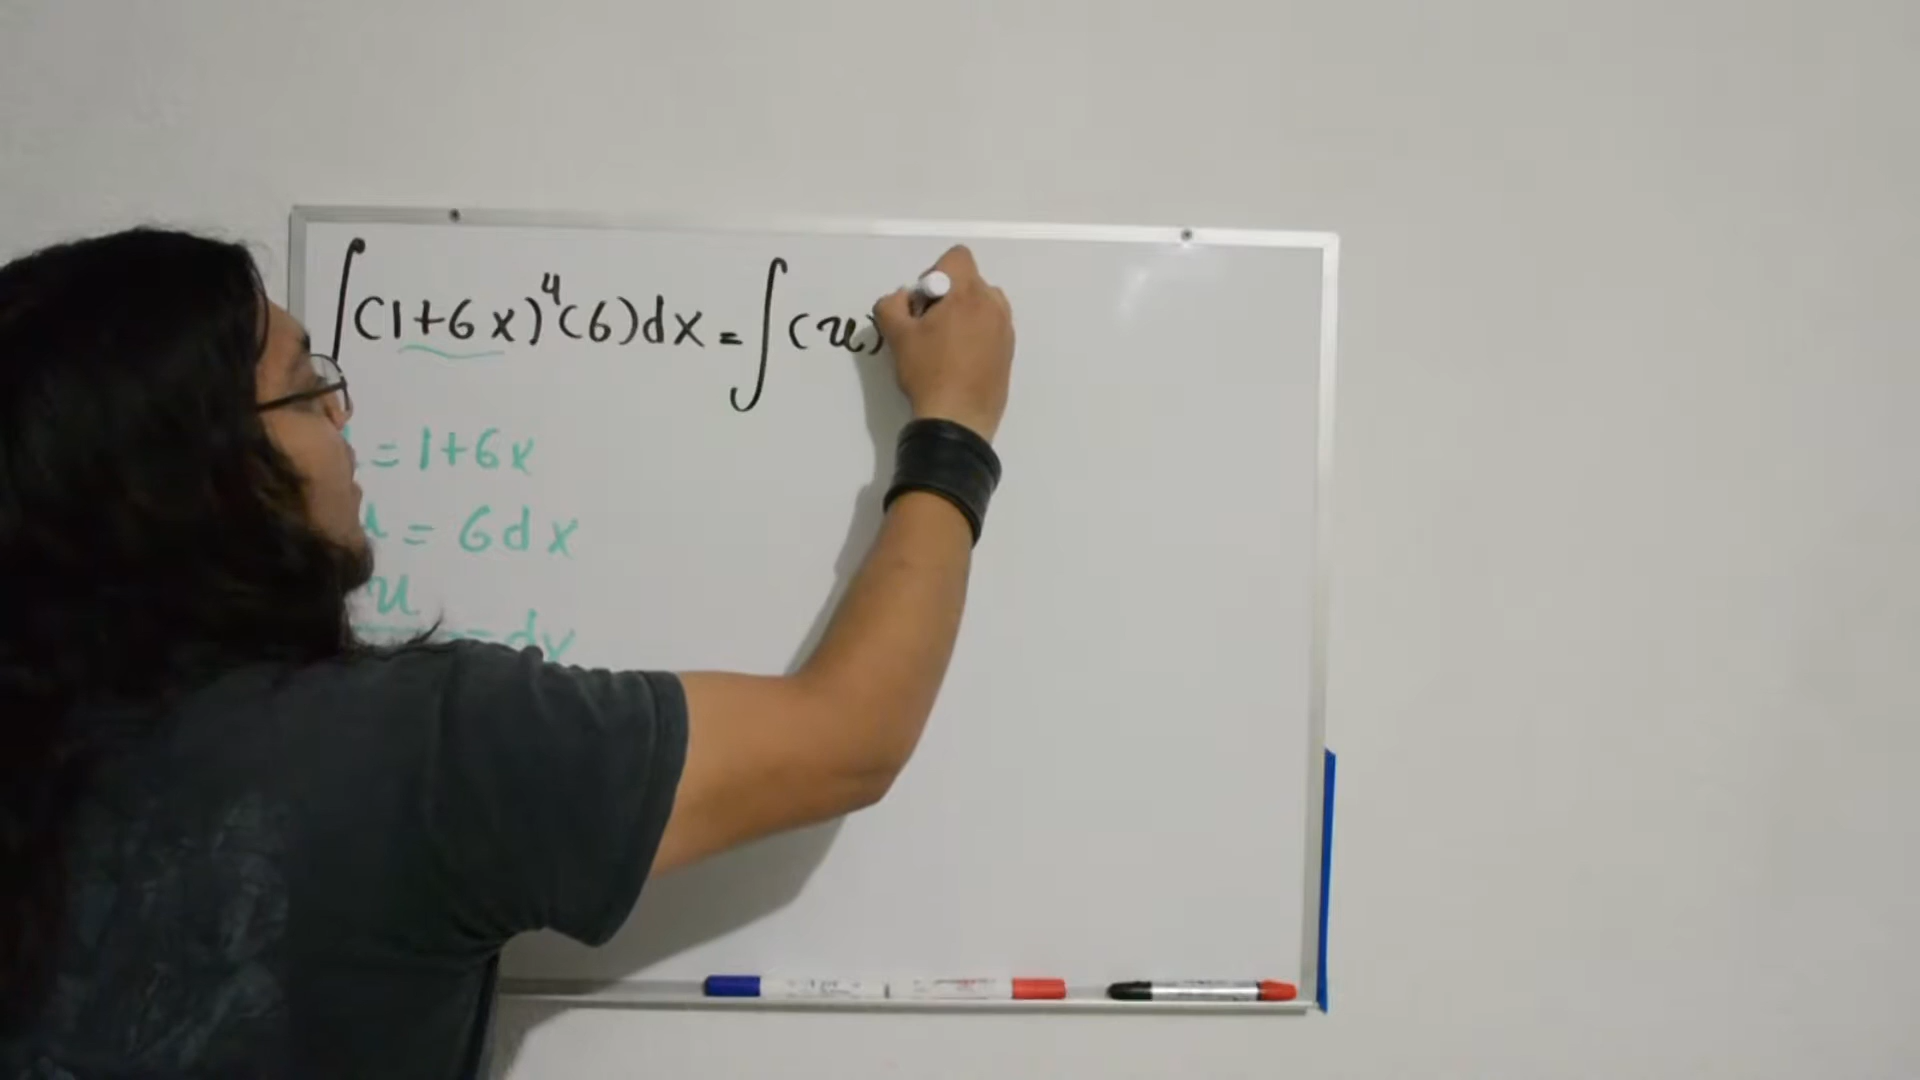 ∫(1+6x)⁴(6)dx = ∫(u)
= 1+6x
u = 6dx
u
= dx